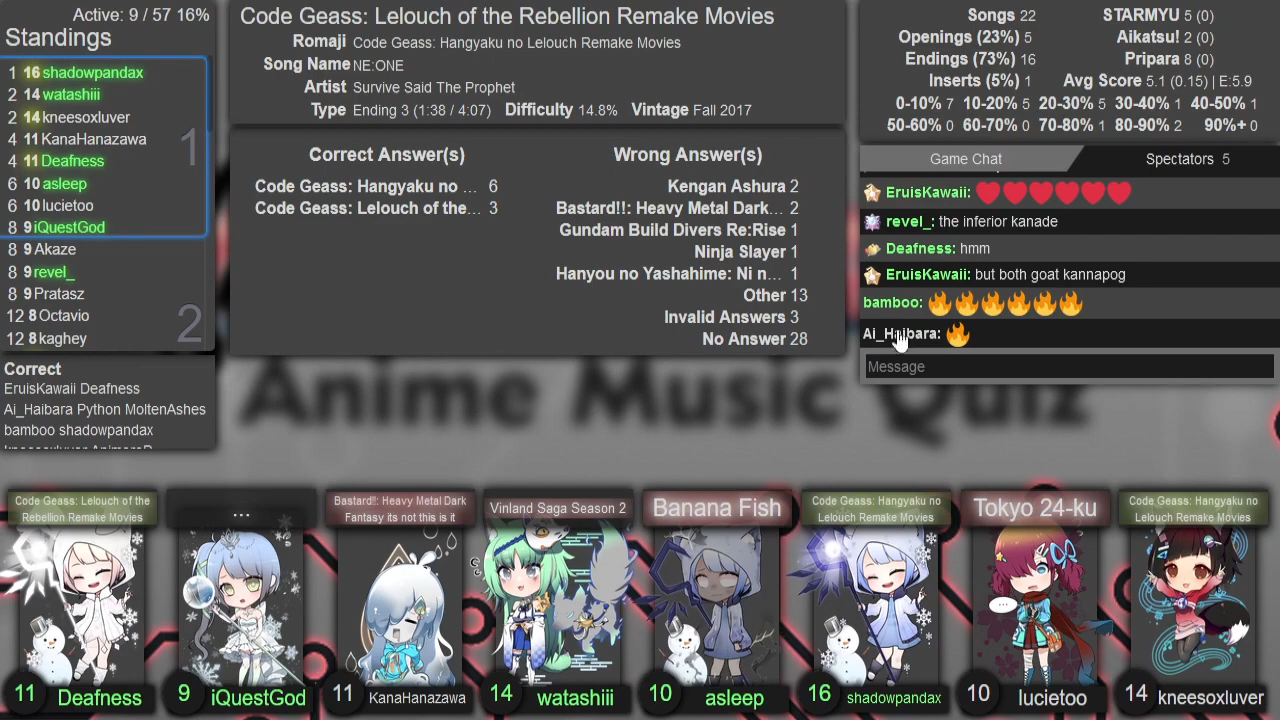 Active: 9 / 57 16%
Standings
1 16 shadowpandax
2 14 watashiii
2 14 kneesoxluver
4 11 KanaHanazawa
4 11 Deafness
6 10 asleep
6 10 lucietoo
8 9 iQuestGod
1
8 9 Akaze
8 9 revel_
8 9 Pratasz
12 8 Octavio
12 8 kaghey
2
Correct
EruisKawaii Deafness
Ai_Haibara Python MoltenAshes
bamboo shadowpandax
Code Geass: Lelouch of the Rebellion Remake Movies
Romaji Code Geass: Hangyaku no Lelouch Remake Movies
Song Name NE:ONE
Artist Survive Said The Prophet
Type Ending 3 (1:38 / 4:07) Difficulty 14.8% Vintage Fall 2017
Correct Answer(s)
Code Geass: Hangyaku no ... 6
Code Geass: Lelouch of the... 3
Wrong Answer(s)
Kengan Ashura 2
Bastard!!: Heavy Metal Dark... 2
Gundam Build Divers Re:Rise 1
Ninja Slayer 1
Hanyou no Yashahime: Ni n... 1
Other 13
Invalid Answers 3
No Answer 28
Songs 22
Openings (23%) 5
Endings (73%) 16
Inserts (5%) 1
STARMYU 5 (0)
Aikatsu! 2 (0)
Pripara 8 (0)
Avg Score 5.1 (0.15) | E:5.9
0-10% 7 10-20% 5 20-30% 5 30-40% 1 40-50% 1
50-60% 0 60-70% 0 70-80% 1 80-90% 2 90%+ 0
Game Chat
Spectators 5
EruisKawaii: ❤❤❤❤❤❤
revel_: the inferior kanade
Deafness: hmm
EruisKawaii: but both goat kannapog
bamboo: 🔥🔥🔥🔥🔥🔥
Ai_Haibara: 🔥
Message
Anime Music Quiz
Code Geass: Lelouch of the
Rebellion Remake Movies
...
Bastard!!: Heavy Metal Dark
Fantasy its not this is it
Vinland Saga Season 2
Banana Fish
Code Geass: Hangyaku no
Lelouch Remake Movies
Tokyo 24-ku
Code Geass: Hangyaku no
Lelouch Remake Movies
11 Deafness
9 iQuestGod
11 KanaHanazawa
14 watashiii
10 asleep
16 shadowpandax
10 lucietoo
14 kneesoxluver